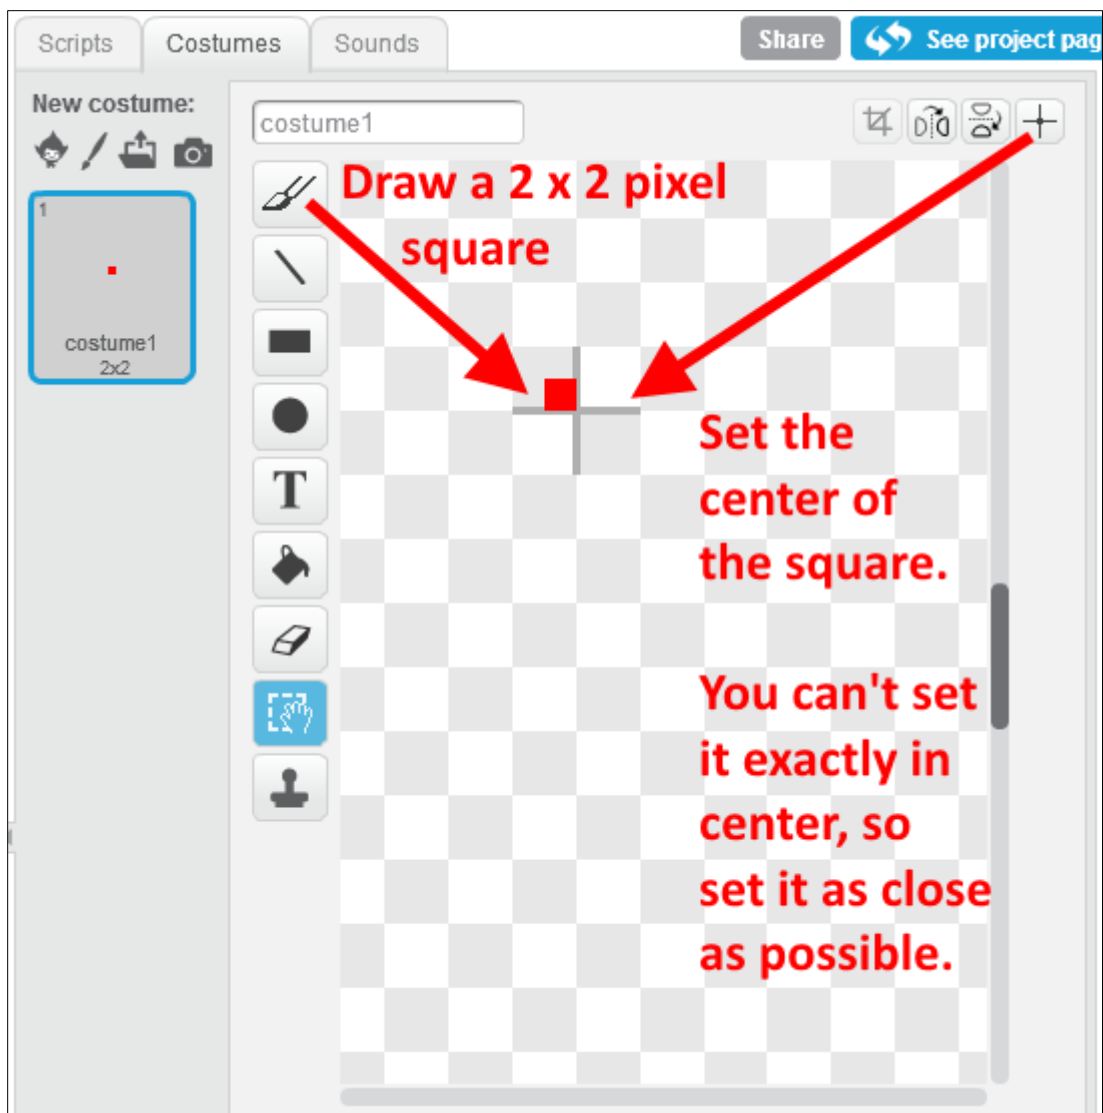 Scripts
Costumes
Sounds
Share
See project pag
New costume:
costume1
1
costume1
2x2
T
Draw a 2 x 2 pixel
square
Set the
center of
the square.
You can't set
it exactly in
center, so
set it as close
as possible.